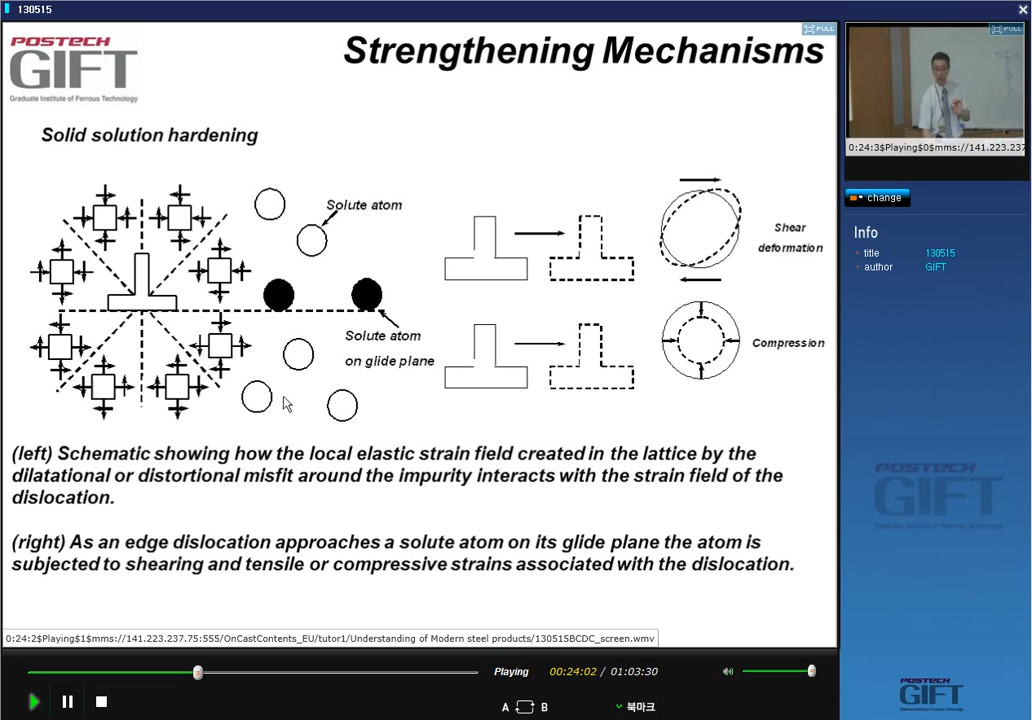 130515
POSTECH
GIFT
Graduate Institute of Ferrous Technology
Strengthening Mechanisms
FULL
FULL
Solid solution hardening
Solute atom
Solute atom
on glide plane
Shear
deformation
Compression
(left) Schematic showing how the local elastic strain field created in the lattice by the
dilatational or distortional misfit around the impurity interacts with the strain field of the
dislocation.
(right) As an edge dislocation approaches a solute atom on its glide plane the atom is
subjected to shearing and tensile or compressive strains associated with the dislocation.
0:24:2$Playing$1$mms://141.223.237.75:555/OnCastContents_EU/tutor1/Understanding of Modern steel products/130515BCDC_screen.wmv
Playing
00:24:02 / 01:03:30
A B
북마크
0:24:3$Playing$0$mms://141.223.237
change
Info
title 130515
author GIFT
POSTECH
GIFT
POSTECH
GIFT